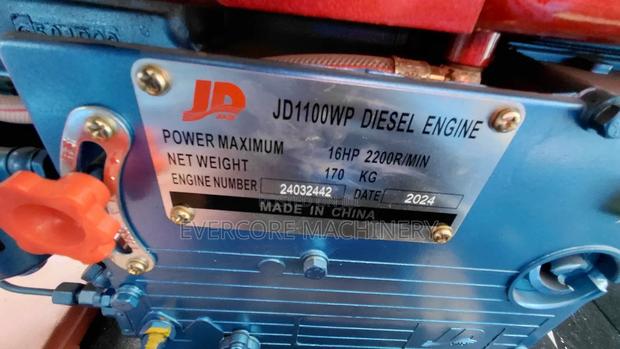 JD
JD1100WP DIESEL ENGINE
POWER MAXIMUM 16HP 2200R/MIN
NET WEIGHT 170 KG
ENGINE NUMBER 24032442 DATE 2024
MADE IN CHINA
EVERCORE MACHINERY